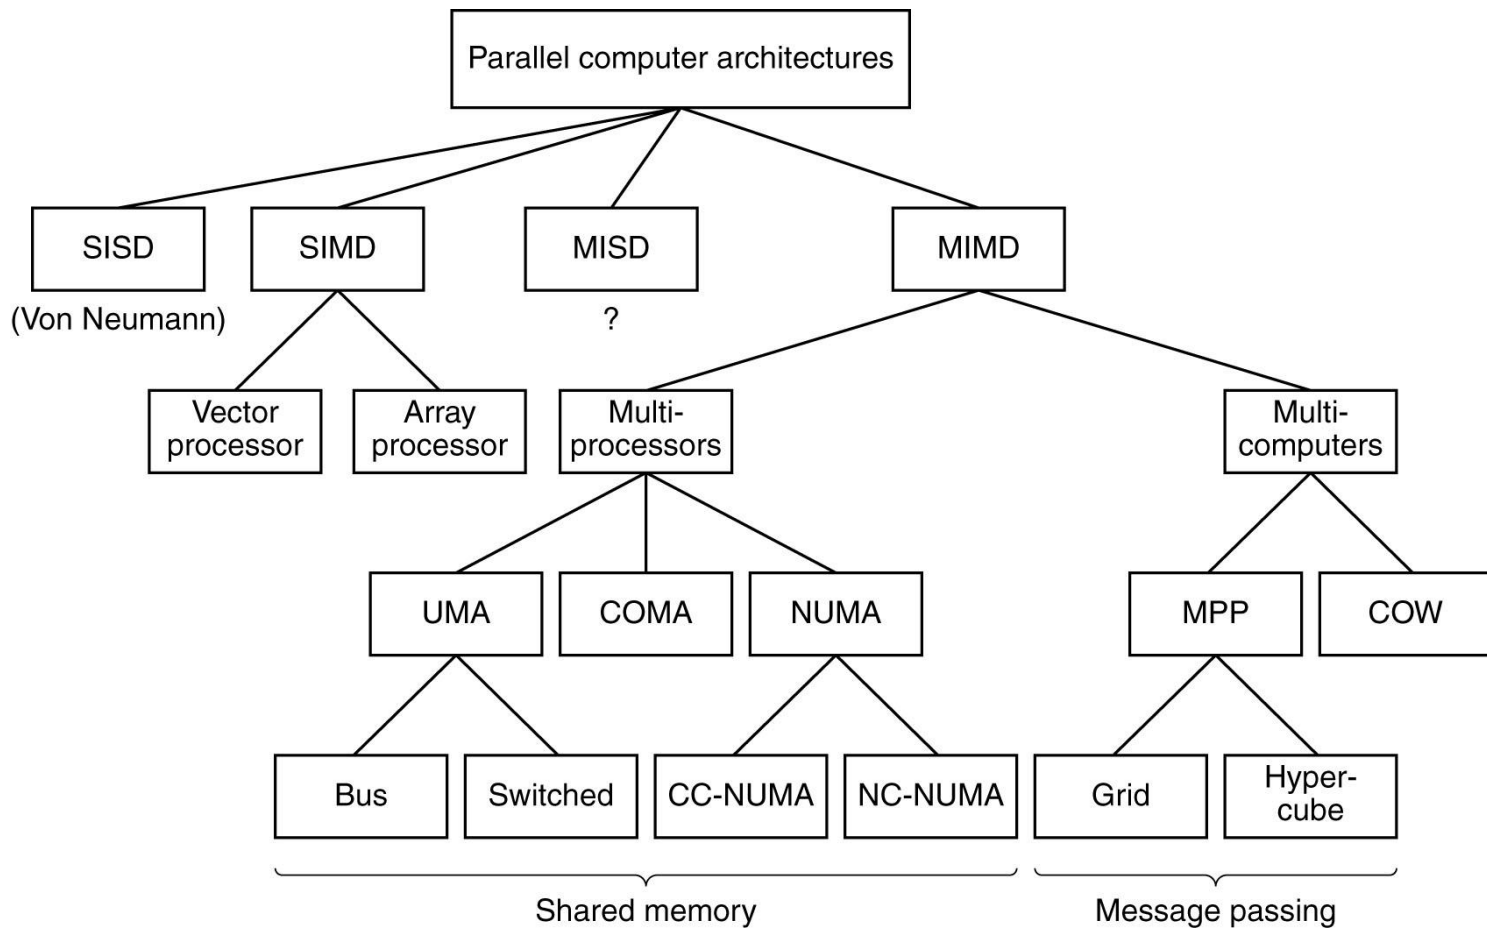 Parallel computer architectures
SISD
SIMD
MISD
MIMD
(Von Neumann)
?
Vector
processor
Array
processor
Multi-
processors
Multi-
computers
UMA
COMA
NUMA
MPP
COW
Bus
Switched
CC-NUMA
NC-NUMA
Grid
Hyper-
cube
Shared memory
Message passing